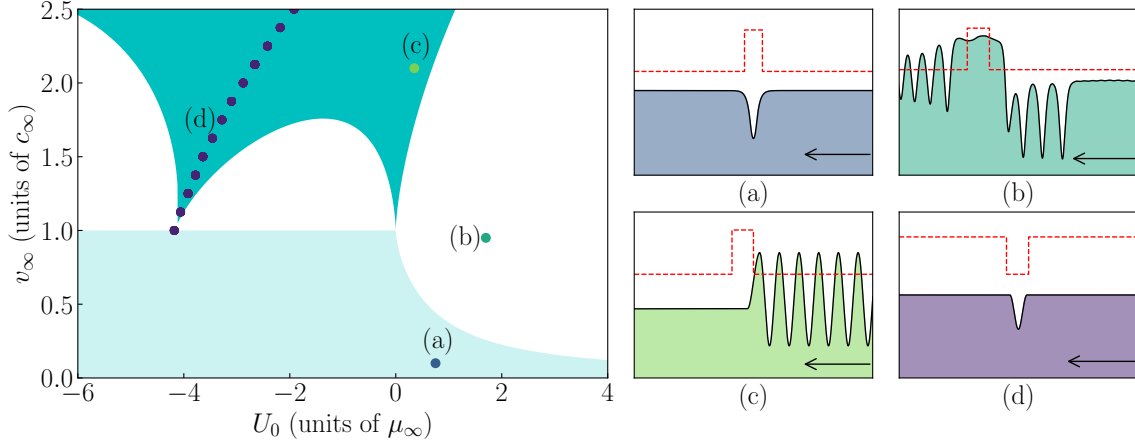 2.5
2.0
1.5
1.0
0.5
0.0
v∞ (units of c∞)
(c)
(d)
(b)
(a)
−6
−4
−2
0
2
4
U₀ (units of μ∞)
(a)
(b)
(c)
(d)